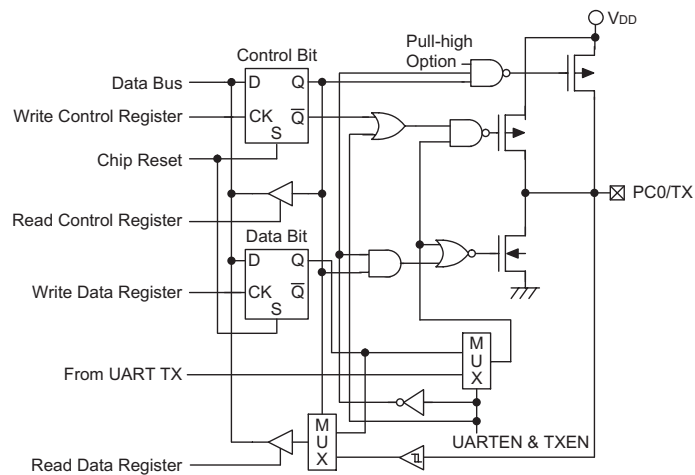 VDD
Control Bit
Pull-high
Option
Data Bus
D
Q
Write Control Register
CK
Q
S
Chip Reset
PC0/TX
Read Control Register
Data Bit
D
Q
Write Data Register
CK
Q
S
M
U
X
From UART TX
UARTEN & TXEN
M
U
X
Read Data Register